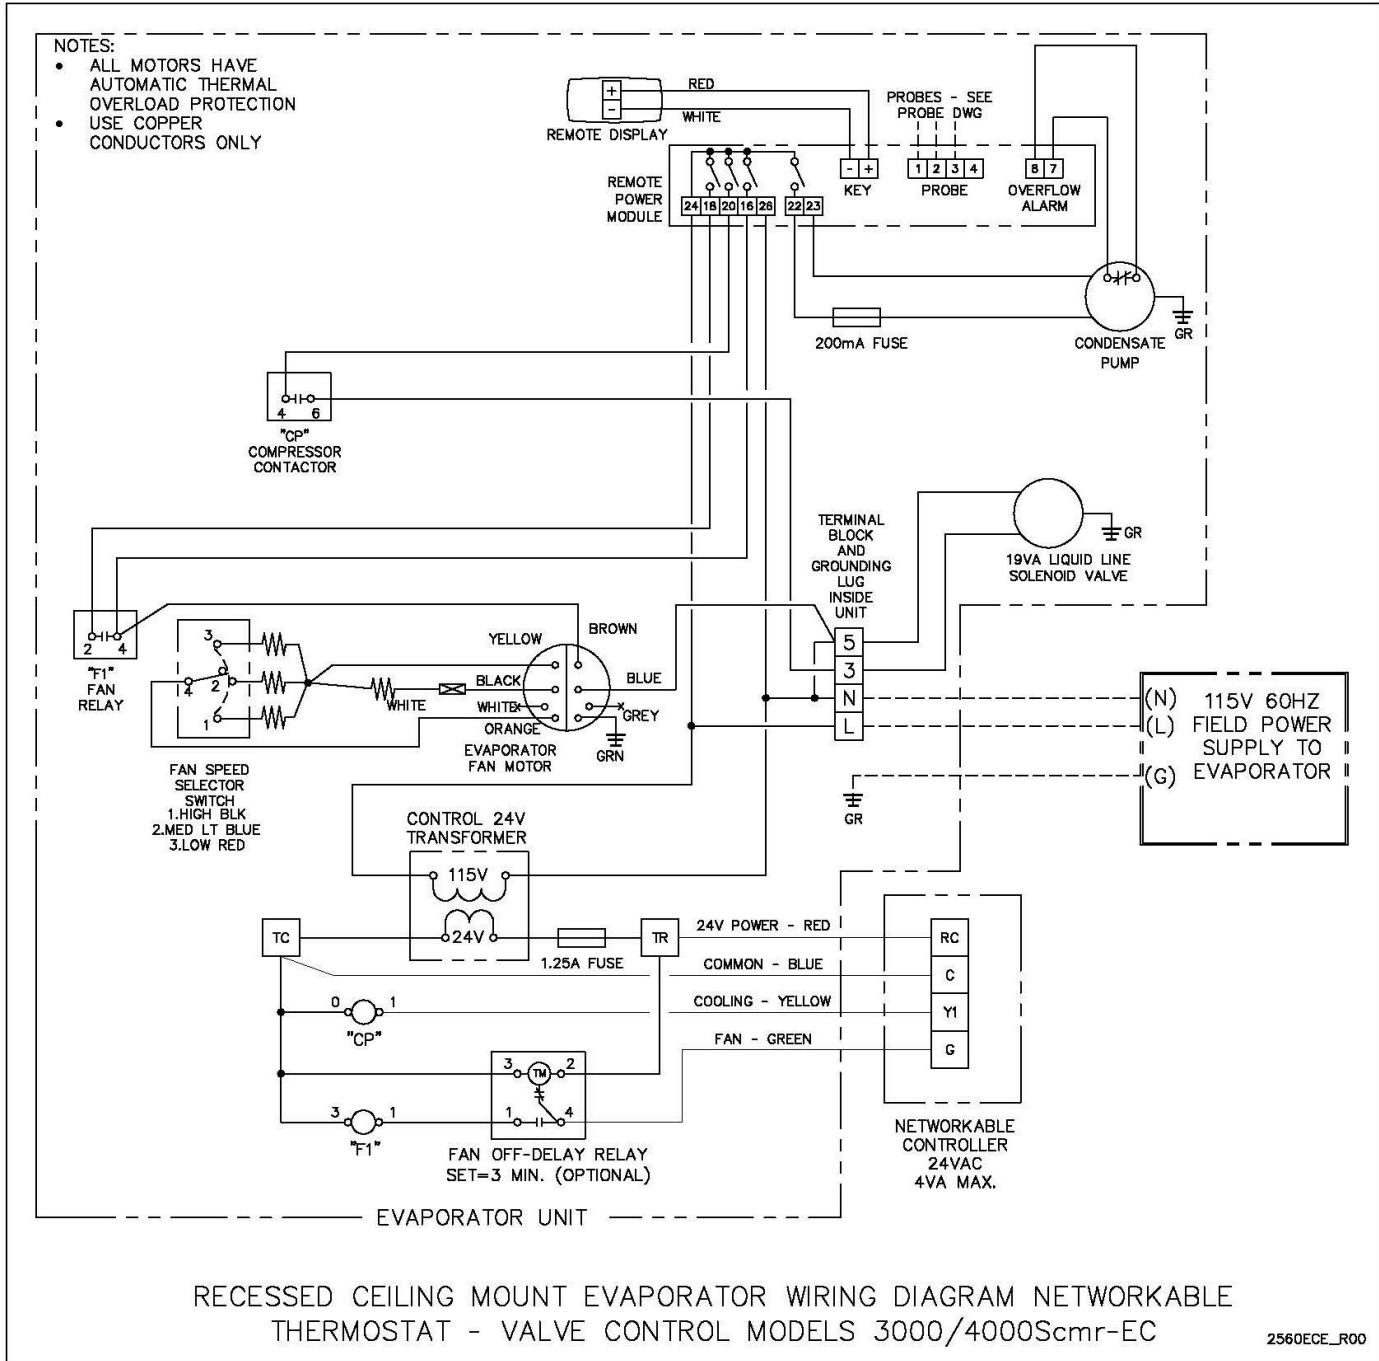 NOTES:
• ALL MOTORS HAVE
AUTOMATIC THERMAL
OVERLOAD PROTECTION
• USE COPPER
CONDUCTORS ONLY
+
-
REMOTE DISPLAY
RED
WHITE
PROBES - SEE
PROBE DWG
REMOTE
POWER
MODULE
24 18 20 16 26
22 23
- +
KEY
1 2 3 4
PROBE
8 7
OVERFLOW
ALARM
200mA FUSE
CONDENSATE
PUMP
GR
4 6
"CP"
COMPRESSOR
CONTACTOR
TERMINAL
BLOCK
AND
GROUNDING
LUG
INSIDE
UNIT
GR
19VA LIQUID LINE
SOLENOID VALVE
2 4
"F1"
FAN
RELAY
3
4
2
1
FAN SPEED
SELECTOR
SWITCH
1.HIGH BLK
2.MED LT BLUE
3.LOW RED
WHITE
YELLOW
BROWN
BLACK
BLUE
WHITE
GREY
ORANGE
GRN
EVAPORATOR
FAN MOTOR
5
3
N
L
(N)
(L)
(G)
115V 60HZ
FIELD POWER
SUPPLY TO
EVAPORATOR
GR
CONTROL 24V
TRANSFORMER
115V
24V
TC
1.25A FUSE
TR
24V POWER - RED
COMMON - BLUE
COOLING - YELLOW
FAN - GREEN
RC
C
Y1
G
0 1
"CP"
3 TM 2
1 4
3 1
"F1"
FAN OFF-DELAY RELAY
SET=3 MIN. (OPTIONAL)
NETWORKABLE
CONTROLLER
24VAC
4VA MAX.
EVAPORATOR UNIT
RECESSED CEILING MOUNT EVAPORATOR WIRING DIAGRAM NETWORKABLE
THERMOSTAT - VALVE CONTROL MODELS 3000/4000Scmr-EC
2560ECE_R00